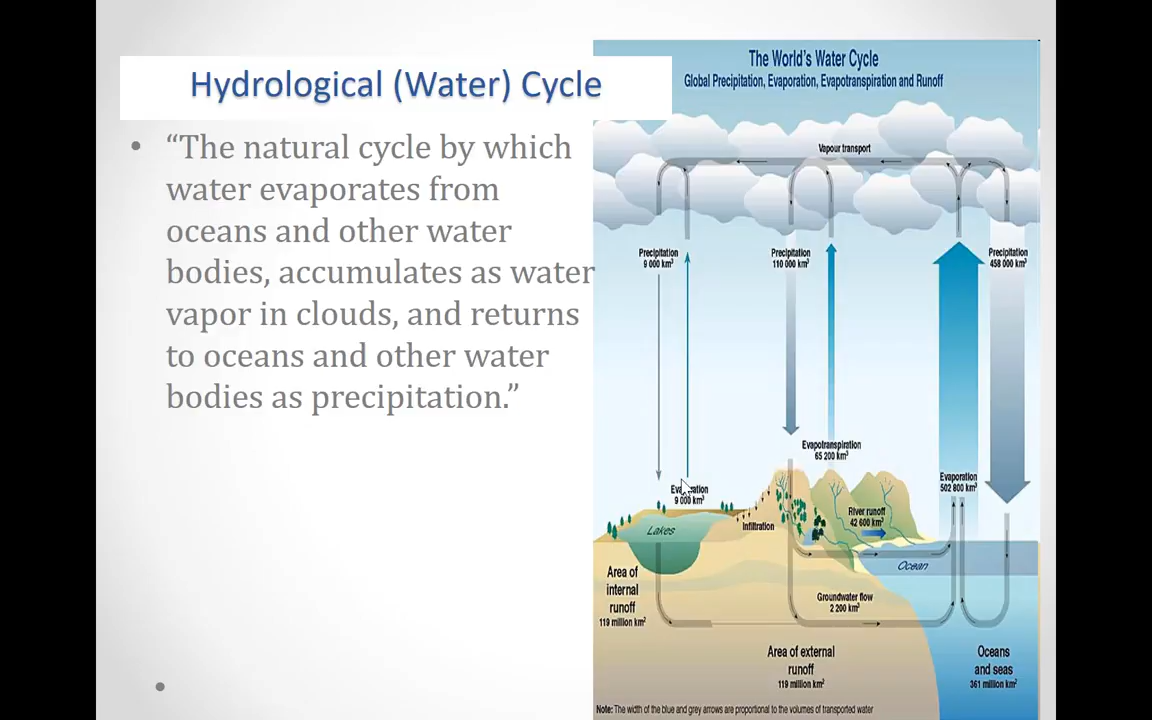 Hydrological (Water) Cycle
• “The natural cycle by which
water evaporates from
oceans and other water
bodies, accumulates as water
vapor in clouds, and returns
to oceans and other water
bodies as precipitation.”
•
The World's Water Cycle
Global Precipitation, Evaporation, Evapotranspiration and Runoff
Vapour transport
Precipitation
9 000 km³
Precipitation
110 000 km³
Precipitation
458 000 km³
Evapotranspiration
65 200 km³
Evaporation
502 800 km³
9 000 km³
Lakes
Infiltration
River runoff
42 600 km³
Ocean
Area of
internal
runoff
119 million km²
Groundwater flow
2 200 km³
Area of external
runoff
119 million km²
Oceans
and seas
361 million km²
Note: The width of the blue and grey arrows are proportional to the volumes of transported water